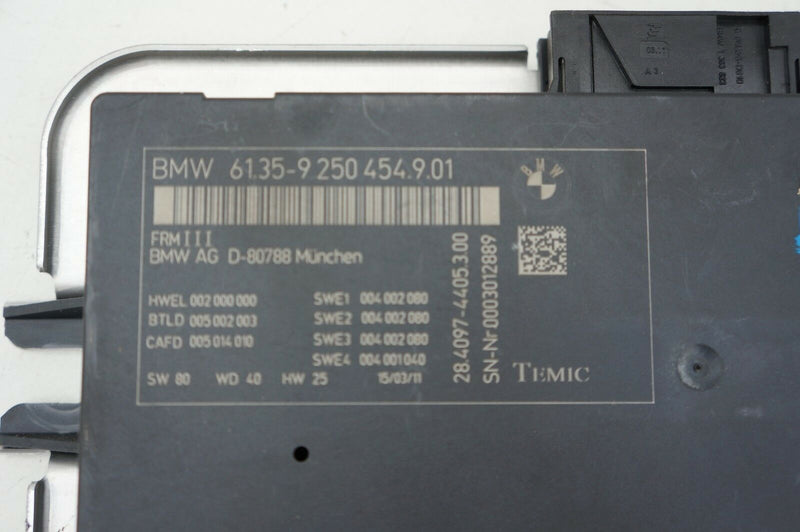 BMW 61.35-9 250 454.9.01
BMW
FRM III
BMW AG D-80788 München
HWEL 002 000 000
BTLD 005 002 003
CAFD 005 014 010
SWE1 004 002 080
SWE2 004 002 080
SWE3 004 002 080
SWE4 004 001 040
SW 80 WD 40 HW 25 15/03/11
28.4097-4405.3.00
SN-Nr 0003012889
TEMIC
A 3